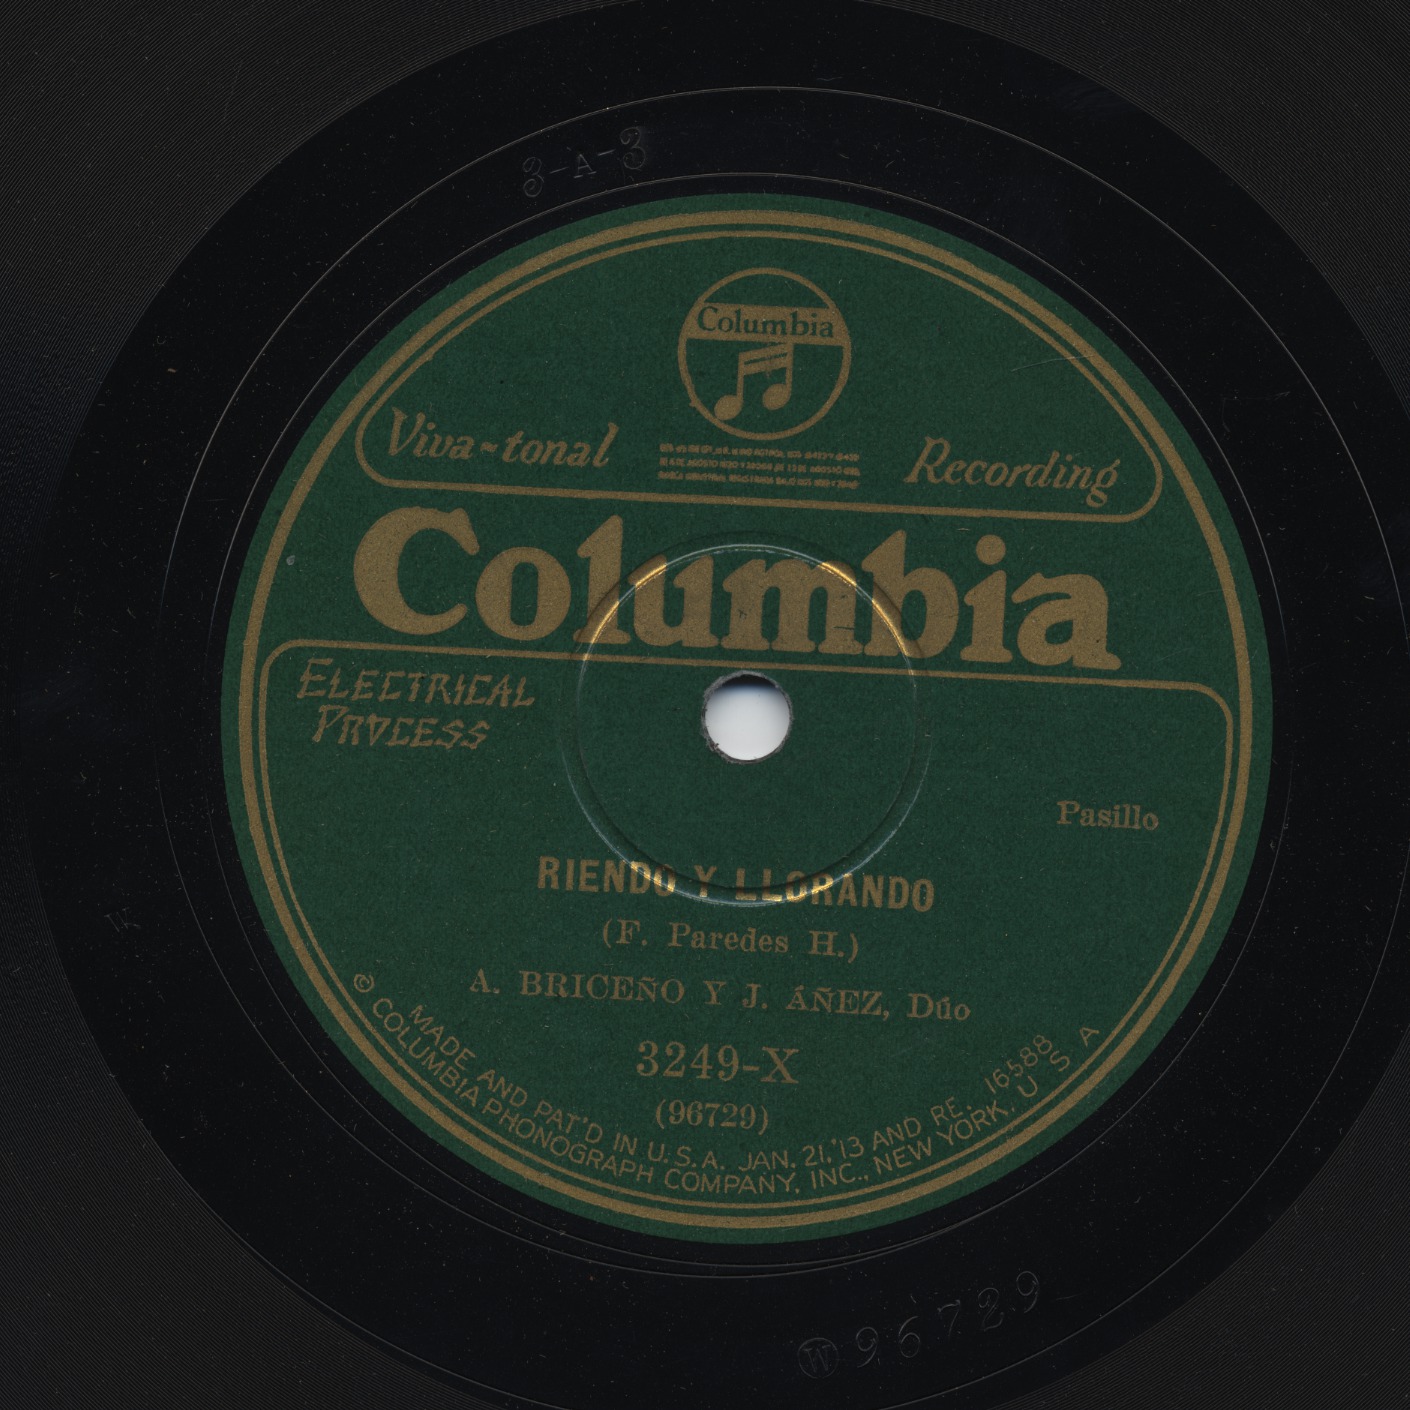 3-A-3
Columbia
Viva-tonal
Recording
Columbia
ELECTRICAL
PROCESS
Pasillo
RIENDO Y LLORANDO
(F. Paredes H.)
A. BRICEÑO Y J. ÁÑEZ, Dúo
3249-X
(96729)
MADE AND PAT'D IN U.S.A. JAN. 21,'13 AND RE. 16588
© COLUMBIA PHONOGRAPH COMPANY, INC., NEW YORK, U S A
W 96729